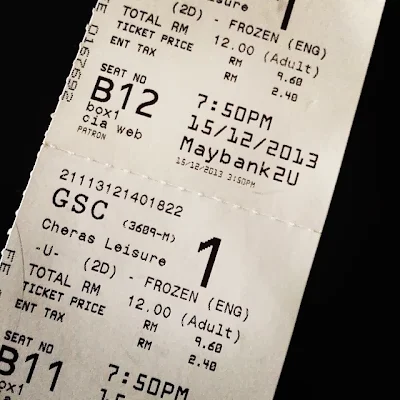 (2D) - FROZEN (ENG)
TOTAL RM 12.00 (Adult)
TICKET PRICE RM 9.60
ENT TAX RM 2.40
SEAT NO
B12 7:50PM
box1 15/12/2013
cia web Maybank2U
PATRON 15/12/2013 3:50PM
21113121401822
GSC (3609-M) 1
Cheras Leisure
-U- (2D) - FROZEN (ENG)
TOTAL RM 12.00 (Adult)
TICKET PRICE RM 9.60
ENT TAX RM 2.40
SEAT NO
B11 7:50PM